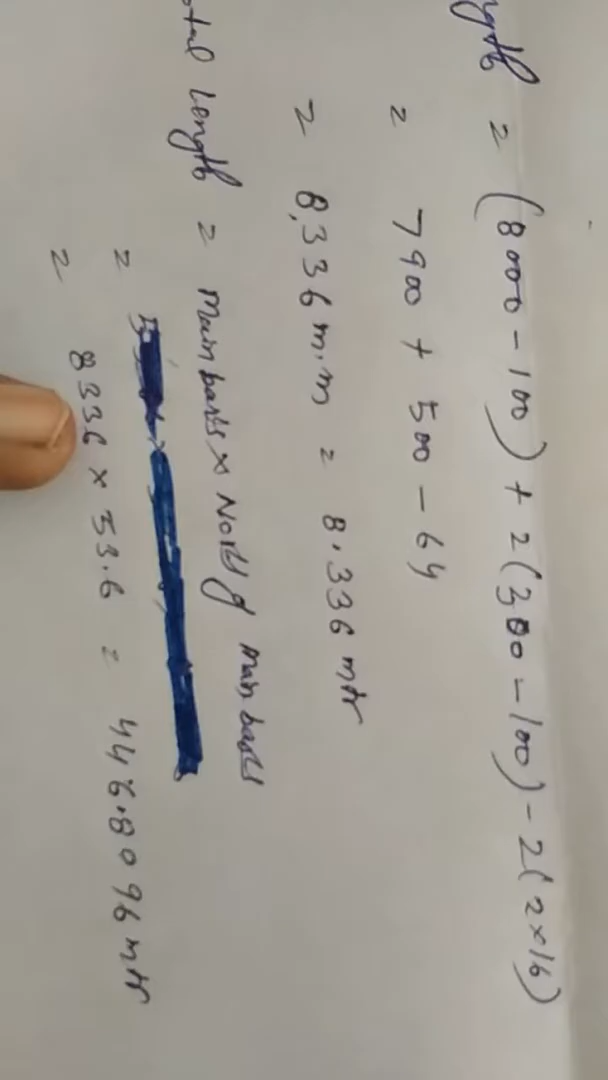 ngth = (8000 - 100) + 2(300 - 100) - 2(2×16)
= 7900 + 500 - 64
= 8,336 m.m = 8.336 mtr
otal Length = Main bars × No's of main bars
=
= 8336 × 53.6 = 446.8096 mtr